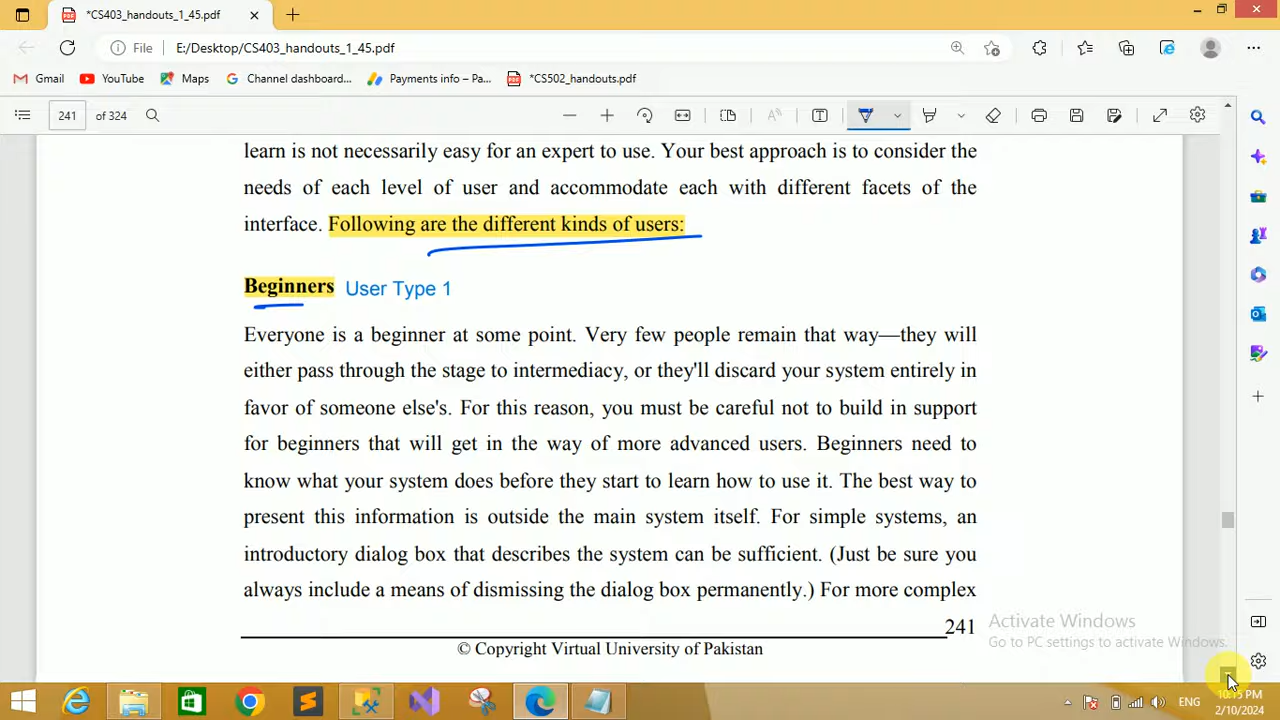 *CS403_handouts_1_45.pdf
File E:/Desktop/CS403_handouts_1_45.pdf
Gmail YouTube Maps Channel dashboard... Payments info – Pa... *CS502_handouts.pdf
241 of 324
learn is not necessarily easy for an expert to use. Your best approach is to consider the
needs of each level of user and accommodate each with different facets of the
interface. Following are the different kinds of users:
Beginners User Type 1
Everyone is a beginner at some point. Very few people remain that way—they will
either pass through the stage to intermediacy, or they'll discard your system entirely in
favor of someone else's. For this reason, you must be careful not to build in support
for beginners that will get in the way of more advanced users. Beginners need to
know what your system does before they start to learn how to use it. The best way to
present this information is outside the main system itself. For simple systems, an
introductory dialog box that describes the system can be sufficient. (Just be sure you
always include a means of dismissing the dialog box permanently.) For more complex
241
© Copyright Virtual University of Pakistan
Activate Windows
Go to PC settings to activate Windows.
ENG
10:15 PM
2/10/2024